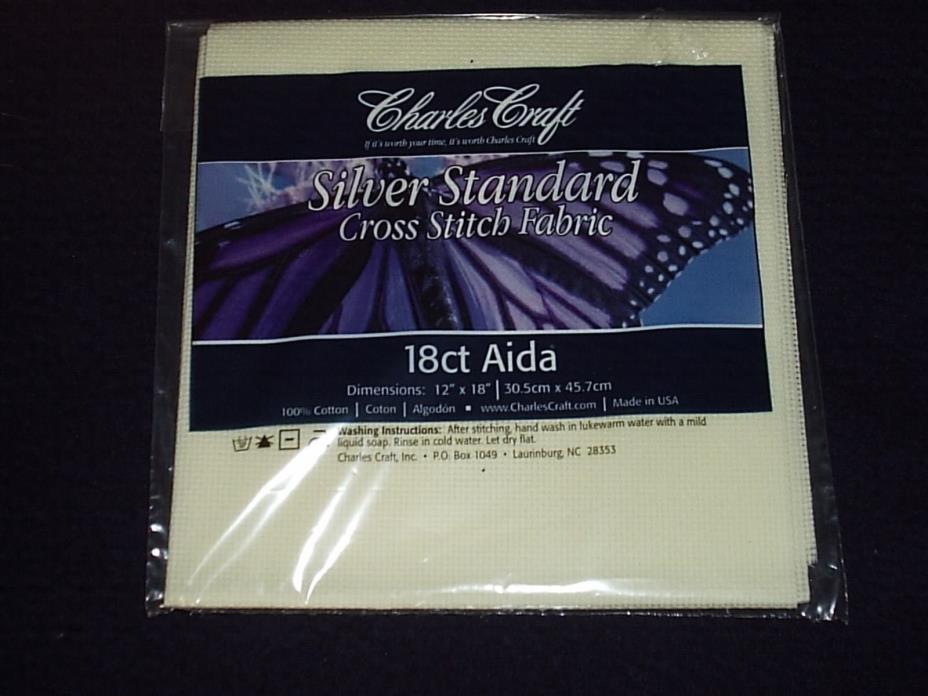 Charles Craft
If it's worth your time, it's worth Charles Craft
Silver Standard
Cross Stitch Fabric
18ct Aida
Dimensions: 12" x 18" | 30.5cm x 45.7cm
100% Cotton | Coton | Algodón ▪ www.CharlesCraft.com | Made in USA
Washing Instructions: After stitching, hand wash in lukewarm water with a mild
liquid soap. Rinse in cold water. Let dry flat.
Charles Craft, Inc. • P.O. Box 1049 • Laurinburg, NC 28353